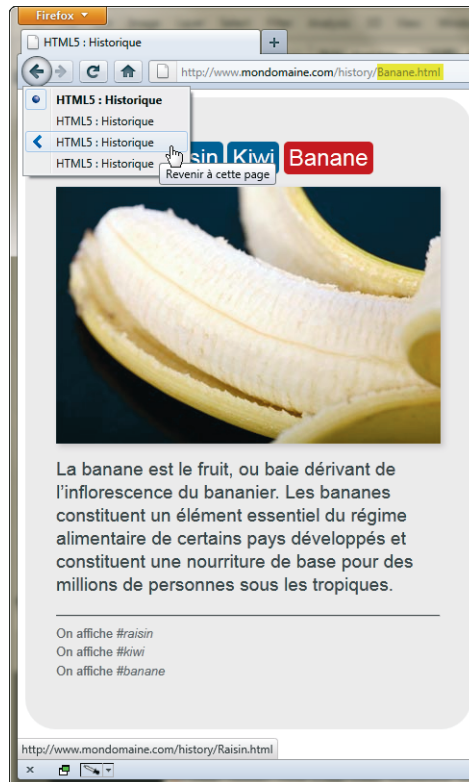 Firefox
HTML5 : Historique
http://www.mondomaine.com/history/Banane.html
HTML5 : Historique
HTML5 : Historique
HTML5 : Historique
HTML5 : Historique
Kiwi Banane
Revenir à cette page
La banane est le fruit, ou baie dérivant de
l'inflorescence du bananier. Les bananes
constituent un élément essentiel du régime
alimentaire de certains pays développés et
constituent une nourriture de base pour des
millions de personnes sous les tropiques.
On affiche #raisin
On affiche #kiwi
On affiche #banane
http://www.mondomaine.com/history/Raisin.html